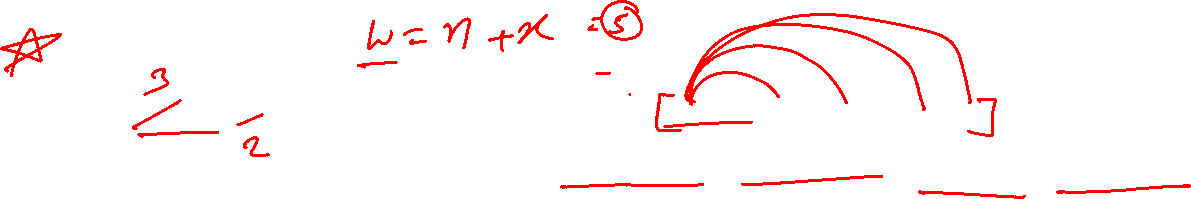 w = n + x = 5
3
2
[ ]